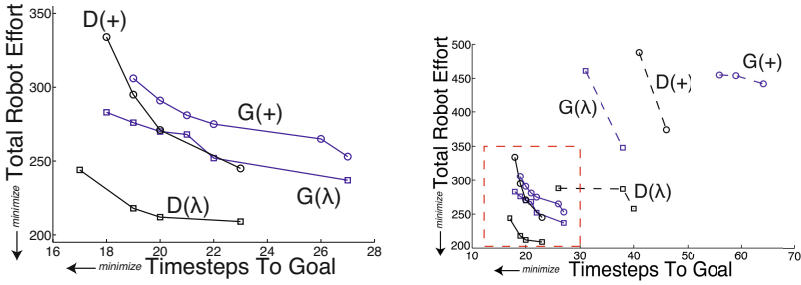 Total Robot Effort
minimize
350
300
250
200
D(+)
G(+)
G(λ)
D(λ)
16 18 20 22 24 26 28
minimize Timesteps To Goal
Total Robot Effort
minimize
500
450
400
350
300
250
200
G(λ)
D(+)
G(+)
D(λ)
10 20 30 40 50 60 70
minimize Timesteps To Goal